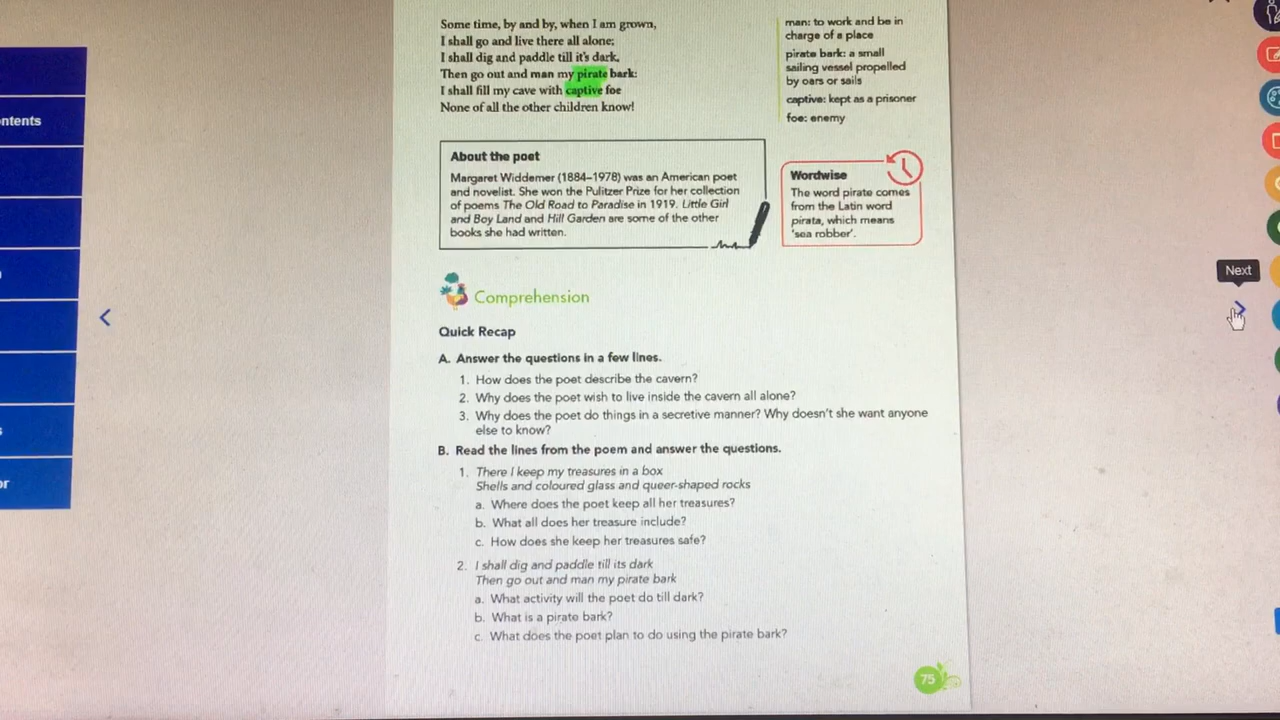 Some time, by and by, when I am grown,
I shall go and live there all alone;
I shall dig and paddle till it's dark,
Then go out and man my pirate bark:
I shall fill my cave with captive foe
None of all the other children know!
man: to work and be in
charge of a place
pirate bark: a small
sailing vessel propelled
by oars or sails
captive: kept as a prisoner
foe: enemy
About the poet
Margaret Widdemer (1884–1978) was an American poet
and novelist. She won the Pulitzer Prize for her collection
of poems The Old Road to Paradise in 1919. Little Girl
and Boy Land and Hill Garden are some of the other
books she had written.
Wordwise
The word pirate comes
from the Latin word
pirata, which means
'sea robber'.
Comprehension
Quick Recap
A. Answer the questions in a few lines.
1. How does the poet describe the cavern?
2. Why does the poet wish to live inside the cavern all alone?
3. Why does the poet do things in a secretive manner? Why doesn't she want anyone
else to know?
B. Read the lines from the poem and answer the questions.
1. There I keep my treasures in a box
Shells and coloured glass and queer-shaped rocks
a. Where does the poet keep all her treasures?
b. What all does her treasure include?
c. How does she keep her treasures safe?
2. I shall dig and paddle till its dark
Then go out and man my pirate bark
a. What activity will the poet do till dark?
b. What is a pirate bark?
c. What does the poet plan to do using the pirate bark?
75
ntents
Next